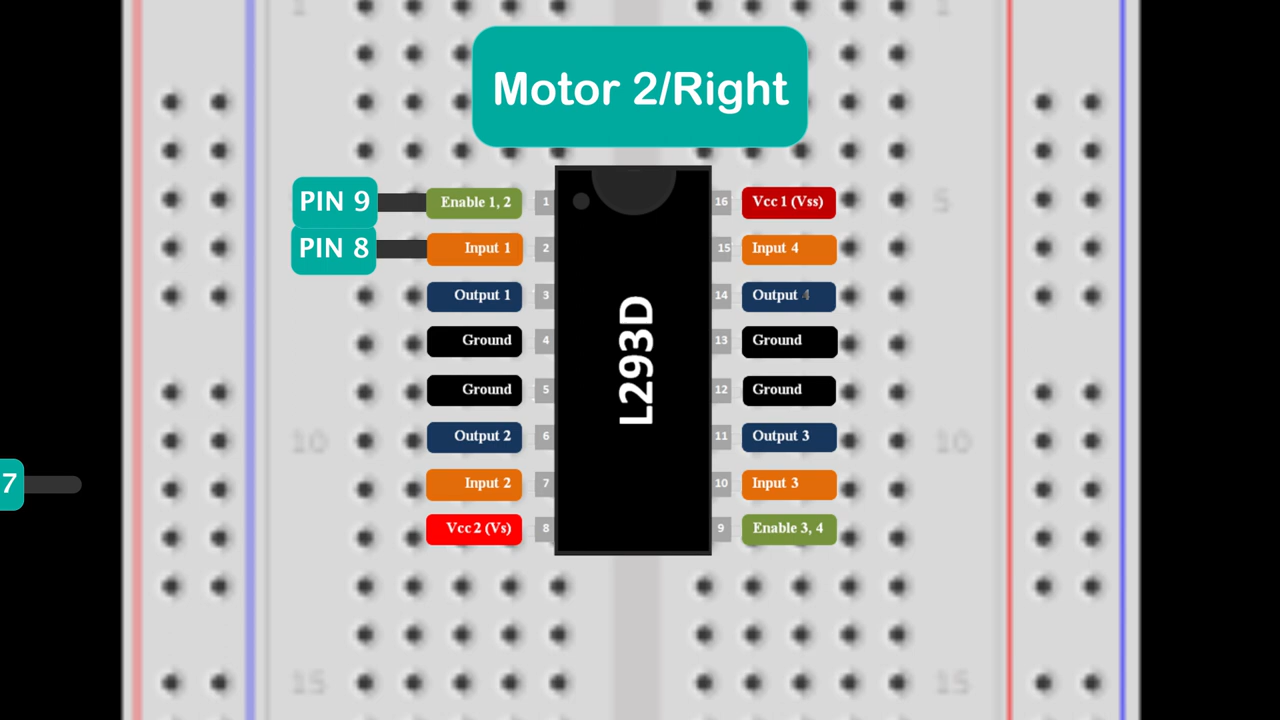 1
1
Motor 2/Right
PIN 9
Enable 1, 2
1
16
Vcc 1 (Vss)
5
PIN 8
Input 1
2
15
Input 4
Output 1
3
14
Output 4
Ground
4
13
Ground
L293D
Ground
5
12
Ground
10
Output 2
6
11
Output 3
10
7
Input 2
7
10
Input 3
Vcc 2 (Vs)
8
9
Enable 3, 4
15
15